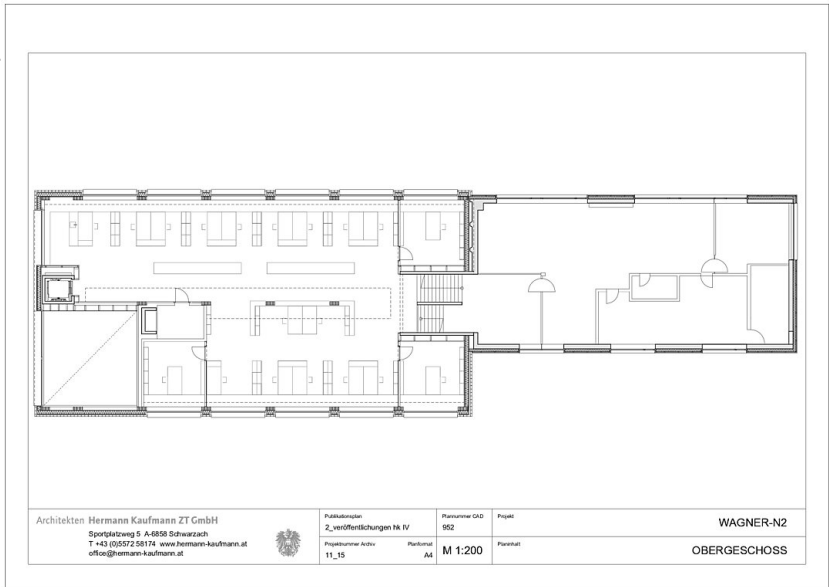 Architekten Hermann Kaufmann ZT GmbH
Sportplatzweg 5 A-6858 Schwarzach
T +43 (0)5572 58174 www.hermann-kaufmann.at
office@hermann-kaufmann.at
Publikationsplan
2_veröffentlichungen hk IV
Projektnummer Archiv
11_15
Planformat
A4
Plannummer CAD
952
M 1:200
Projekt
WAGNER-N2
Planinhalt
OBERGESCHOSS